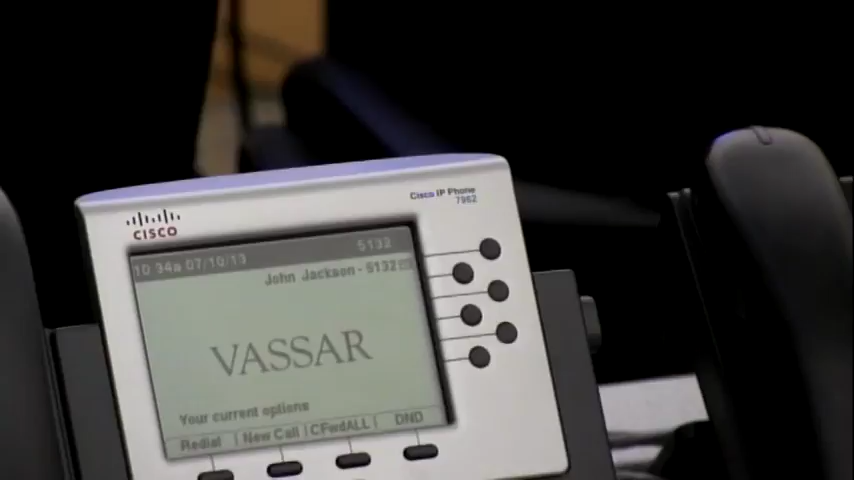 CISCO
Cisco IP Phone
7962
10 34a 07/10/13 5132
John Jackson - 5132
VASSAR
Your current options
Redial | New Call | CFwdALL | DND